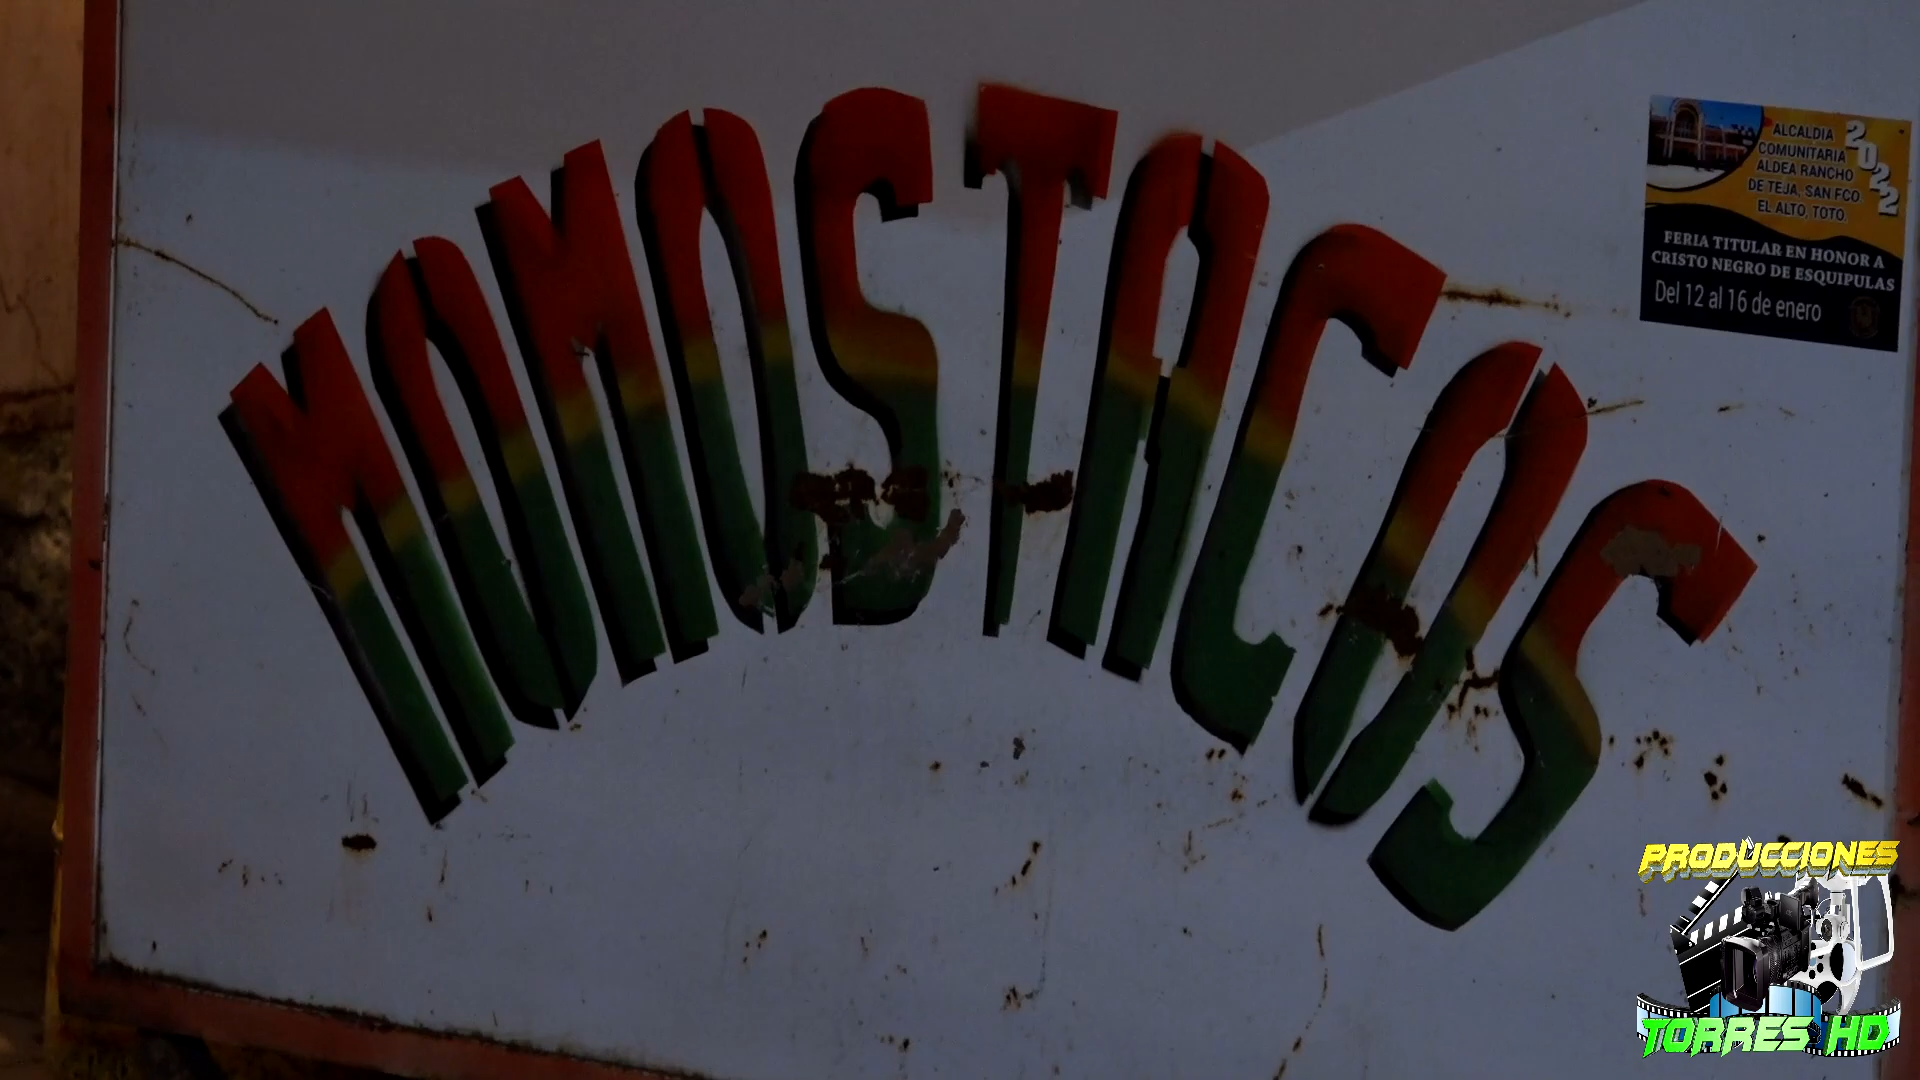 MOMOSTACOS
ALCALDIA
COMUNITARIA
ALDEA RANCHO
DE TEJA, SAN FCO
EL ALTO, TOTO.
2022
FERIA TITULAR EN HONOR A
CRISTO NEGRO DE ESQUIPULAS
Del 12 al 16 de enero
PRODUCCIONES
TORRES HD